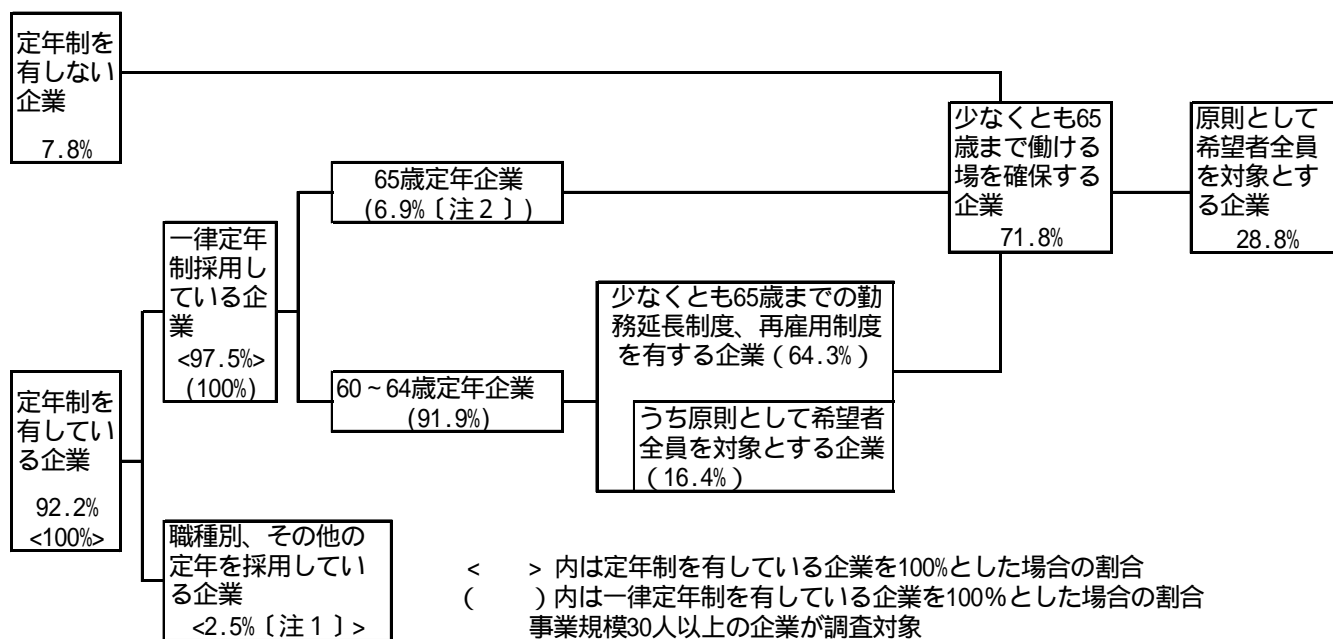 定年制を
有しない
企業
7.8%
少なくとも65
歳まで働ける
場を確保する
企業
71.8%
原則として
希望者全員
を対象とす
る企業
28.8%
65歳定年企業
(6.9%〔注２〕)
一律定年
制採用し
ている企
業
<97.5%>
(100%)
少なくとも65歳までの勤
務延長制度、再雇用制度
を有する企業（64.3%）
60～64歳定年企業
(91.9%)
うち原則として希望者
全員を対象とする企業
（16.4%）
定年制を
有してい
る企業
92.2%
<100%>
職種別、その他の
定年を採用してい
る企業
<2.5%〔注１〕>
<　　> 内は定年制を有している企業を100%とした場合の割合
(　　)内は一律定年制を有している企業を100%とした場合の割合
事業規模30人以上の企業が調査対象